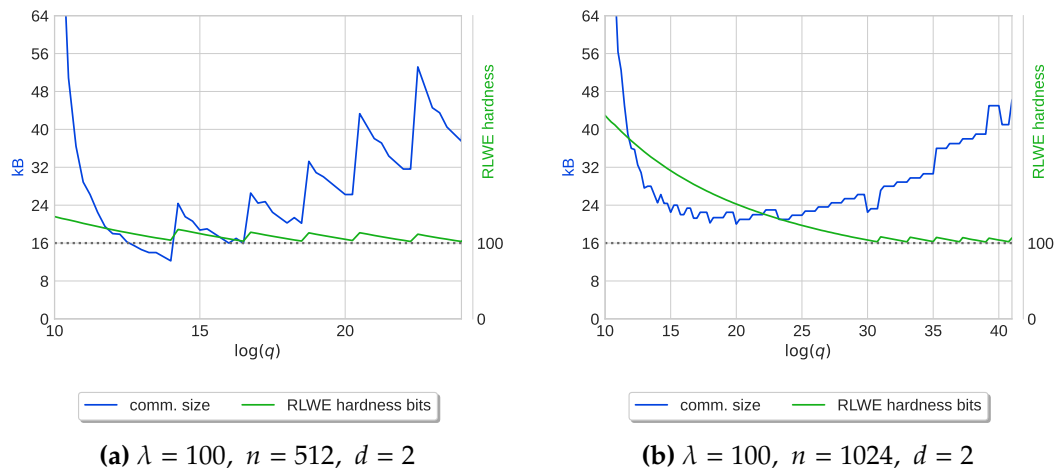 64
56
48
40
32
24
16
8
0
kB
10
15
20
log(q)
RLWE hardness
100
0
comm. size
RLWE hardness bits
(a) λ = 100, n = 512, d = 2
64
56
48
40
32
24
16
8
0
kB
10
15
20
25
30
35
40
log(q)
RLWE hardness
100
0
comm. size
RLWE hardness bits
(b) λ = 100, n = 1024, d = 2